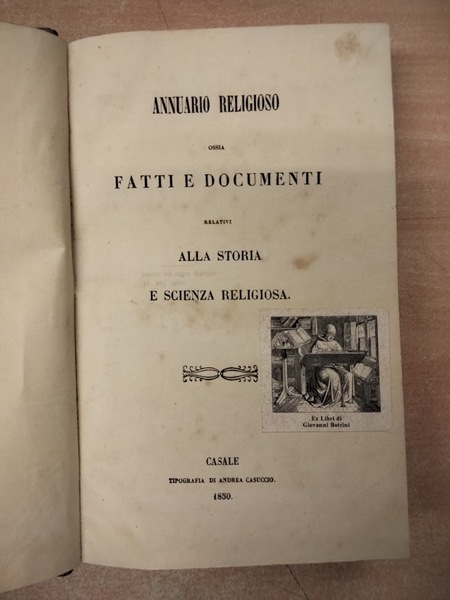 ANNUARIO RELIGIOSO
OSSIA
FATTI E DOCUMENTI
RELATIVI
ALLA STORIA
E SCIENZA RELIGIOSA.
Ex Libri di
Giovanni Botrini
CASALE
TIPOGRAFIA DI ANDREA CASUCCIO.
1850.